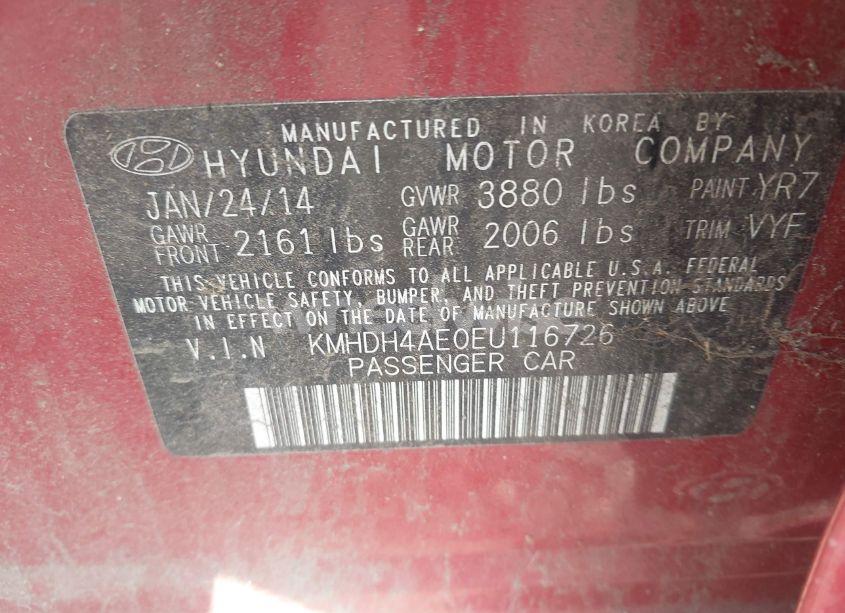 MANUFACTURED IN KOREA BY
HYUNDAI MOTOR COMPANY
JAN/24/14 GVWR 3880 lbs PAINT YR7
GAWR FRONT 2161 lbs GAWR REAR 2006 lbs TRIM VYF
THIS VEHICLE CONFORMS TO ALL APPLICABLE U.S.A. FEDERAL
MOTOR VEHICLE SAFETY, BUMPER, AND THEFT PREVENTION STANDARDS
IN EFFECT ON THE DATE OF MANUFACTURE SHOWN ABOVE
V.I.N KMHDH4AE0EU116726
PASSENGER CAR